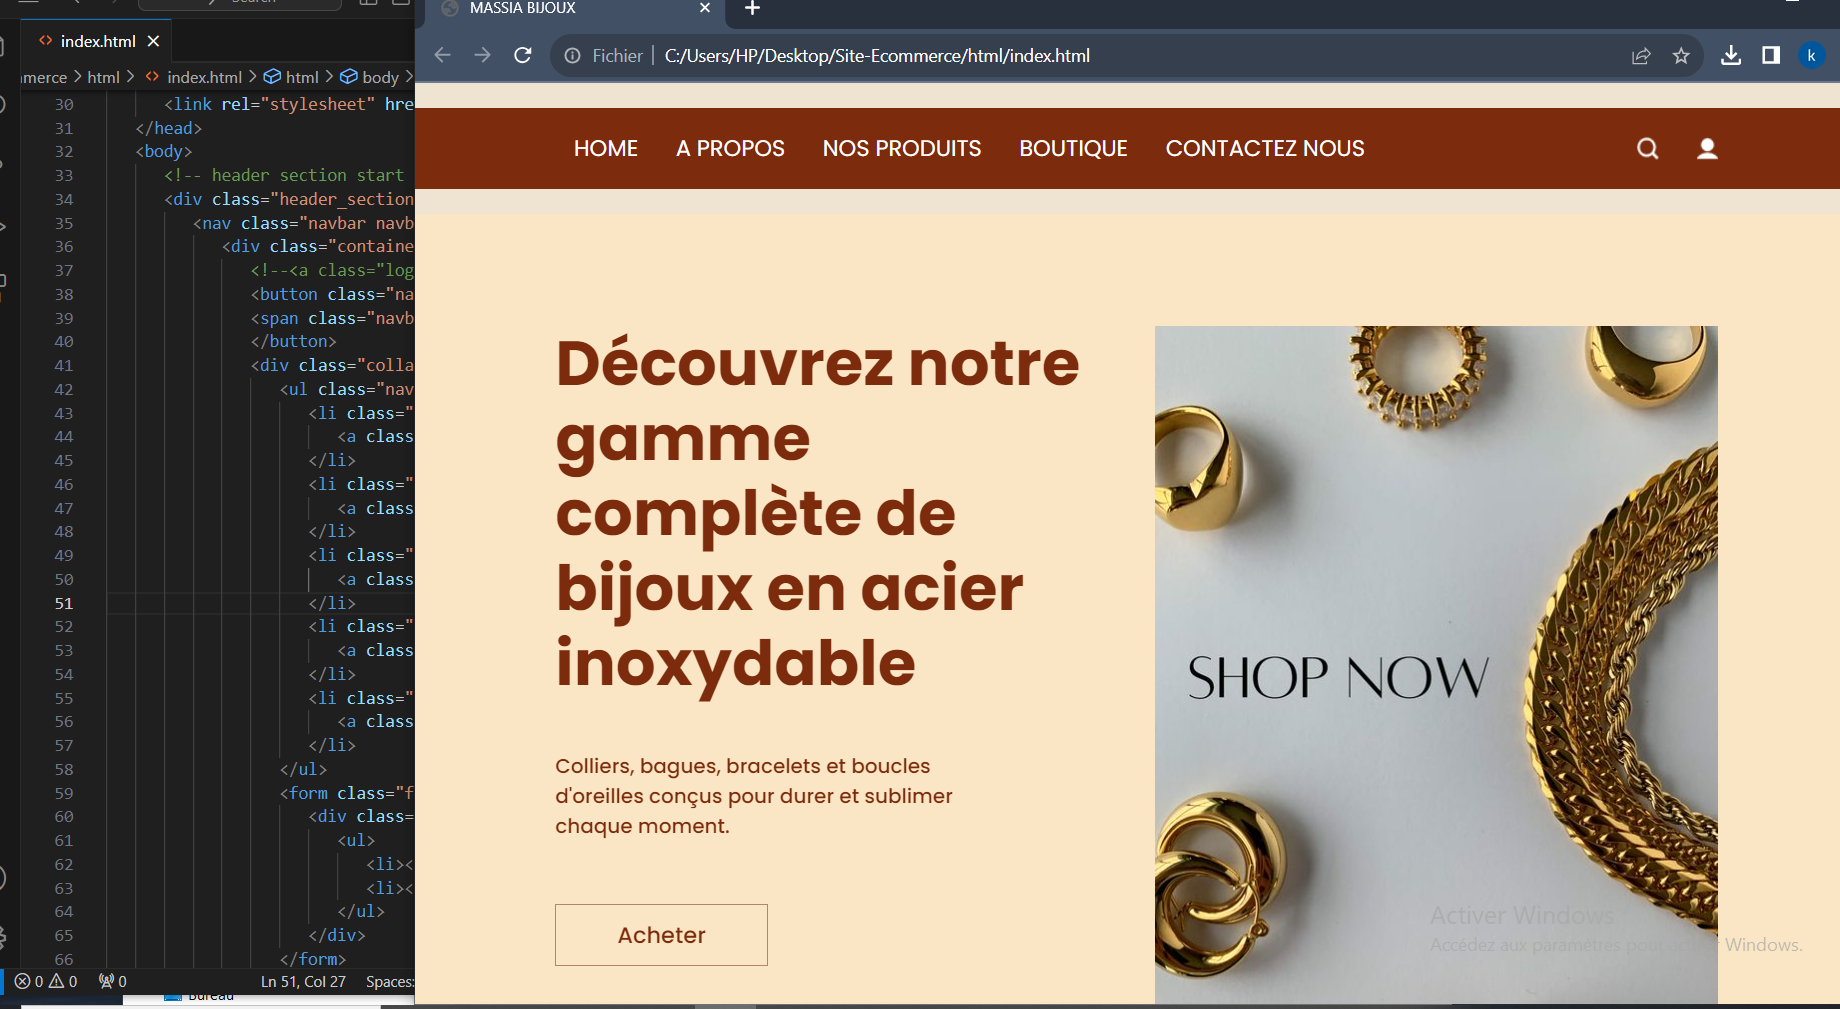 index.html
merce > html > index.html > html > body >
30 <link rel="stylesheet" hre
31 </head>
32 <body>
33 <!-- header section start
34 <div class="header_section
35 <nav class="navbar navb
36 <div class="containe
37 <!--<a class="log
38 <button class="na
39 <span class="navb
40 </button>
41 <div class="colla
42 <ul class="nav
43 <li class="
44 <a class
45 </li>
46 <li class="
47 <a class
48 </li>
49 <li class="
50 <a class
51 </li>
52 <li class="
53 <a class
54 </li>
55 <li class="
56 <a class
57 </li>
58 </ul>
59 <form class="f
60 <div class=
61 <ul>
62 <li><
63 <li><
64 </ul>
65 </div>
66 </form>
0 0 0 Ln 51, Col 27 Spaces:
Bureau
MASSIA BIJOUX
Fichier C:/Users/HP/Desktop/Site-Ecommerce/html/index.html
k
HOME A PROPOS NOS PRODUITS BOUTIQUE CONTACTEZ NOUS
Découvrez notre
gamme
complète de
bijoux en acier
inoxydable
Colliers, bagues, bracelets et boucles
d'oreilles conçus pour durer et sublimer
chaque moment.
Acheter
SHOP NOW
Activer Windows
Accédez aux paramètres pour Windows.